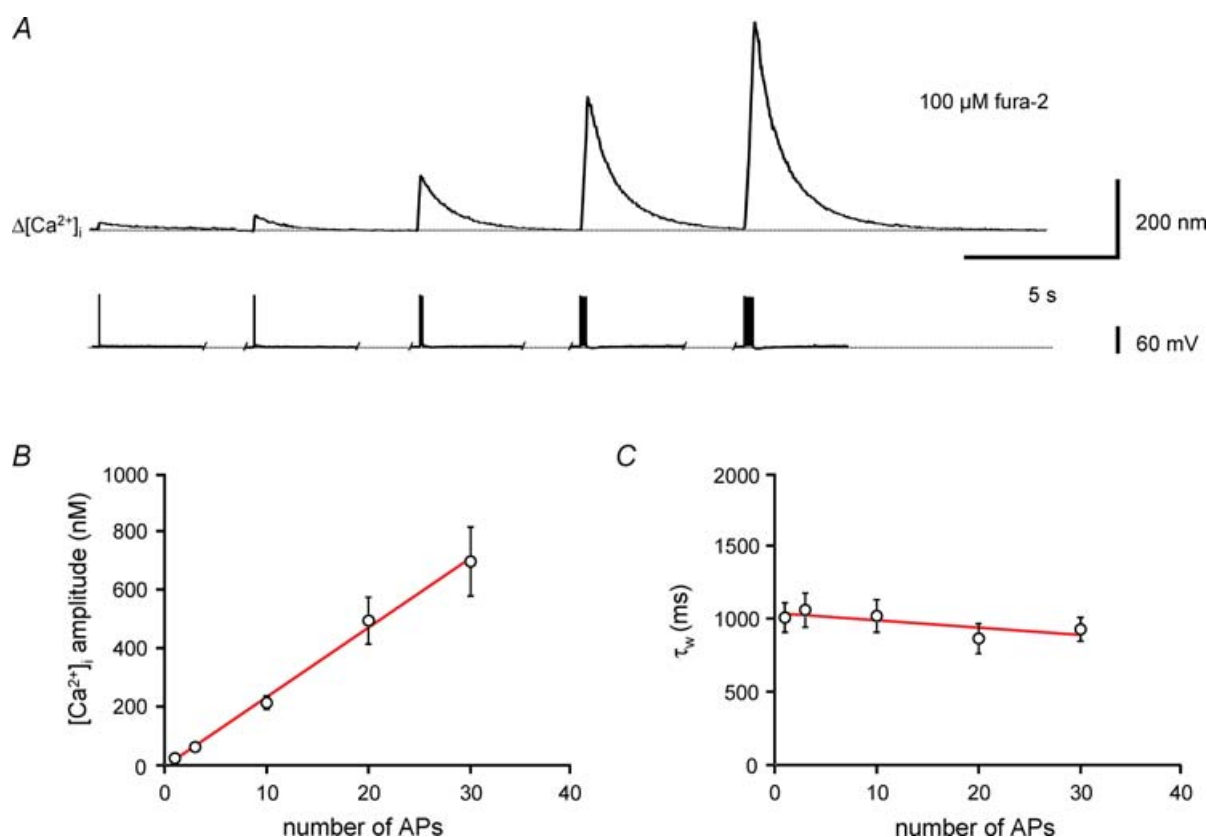 A
100 µM fura-2
Δ[Ca2+]i
200 nm
5 s
60 mV
B
C
[Ca2+]i amplitude (nM)
1000
800
600
400
200
0
0 10 20 30 40
number of APs
τw (ms)
2000
1500
1000
500
0
0 10 20 30 40
number of APs